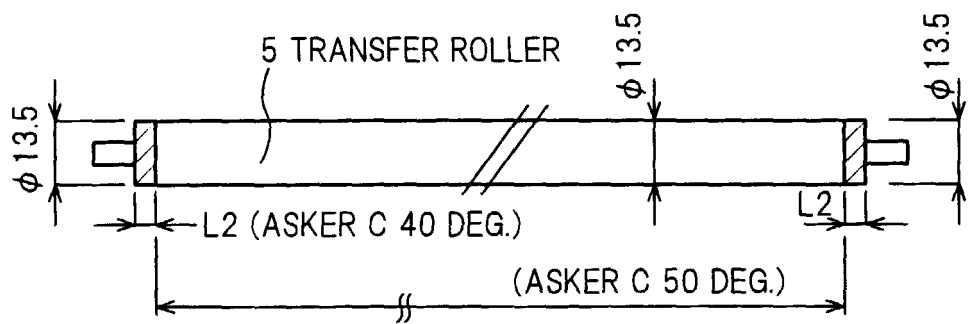 5 TRANSFER ROLLER
φ13.5
φ13.5
φ13.5
L2 (ASKER C 40 DEG.)
L2
(ASKER C 50 DEG.)